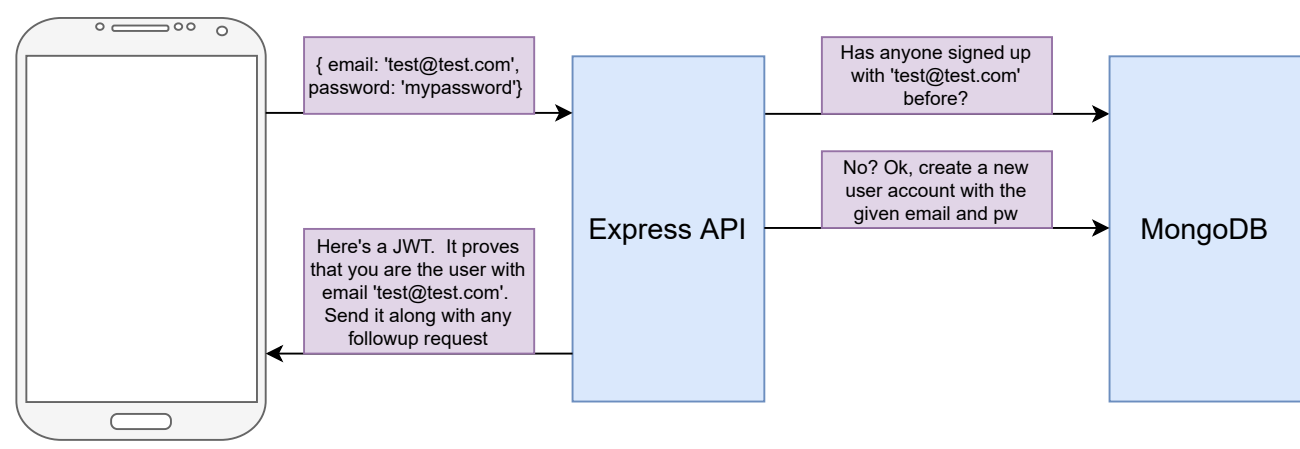 { email: 'test@test.com',
password: 'mypassword'}
Has anyone signed up
with 'test@test.com'
before?
No? Ok, create a new
user account with the
given email and pw
Express API
MongoDB
Here's a JWT.  It proves
that you are the user with
email 'test@test.com'.
Send it along with any
followup request